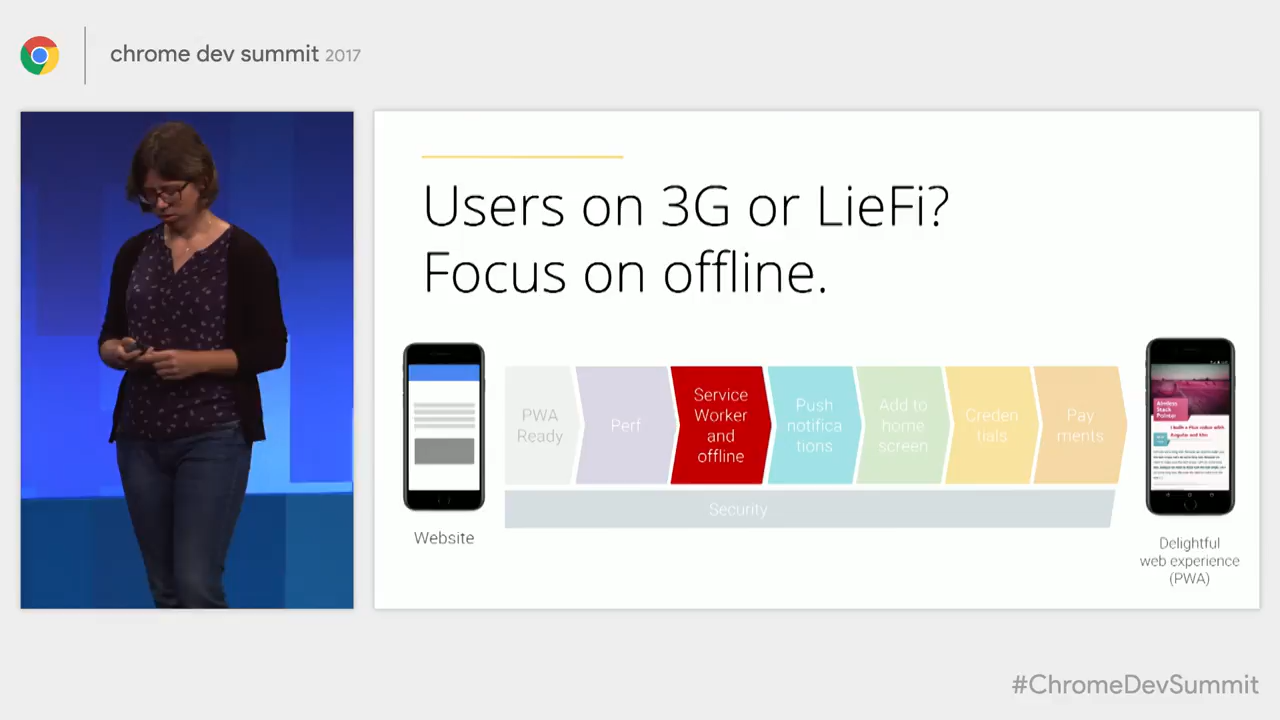 chrome dev summit 2017
Users on 3G or LieFi?
Focus on offline.
PWA
Ready
Perf
Service
Worker
and
offline
Push
notifica
tions
Add to
home
screen
Creden
tials
Pay
ments
Security
Website
Delightful
web experience
(PWA)
#ChromeDevSummit